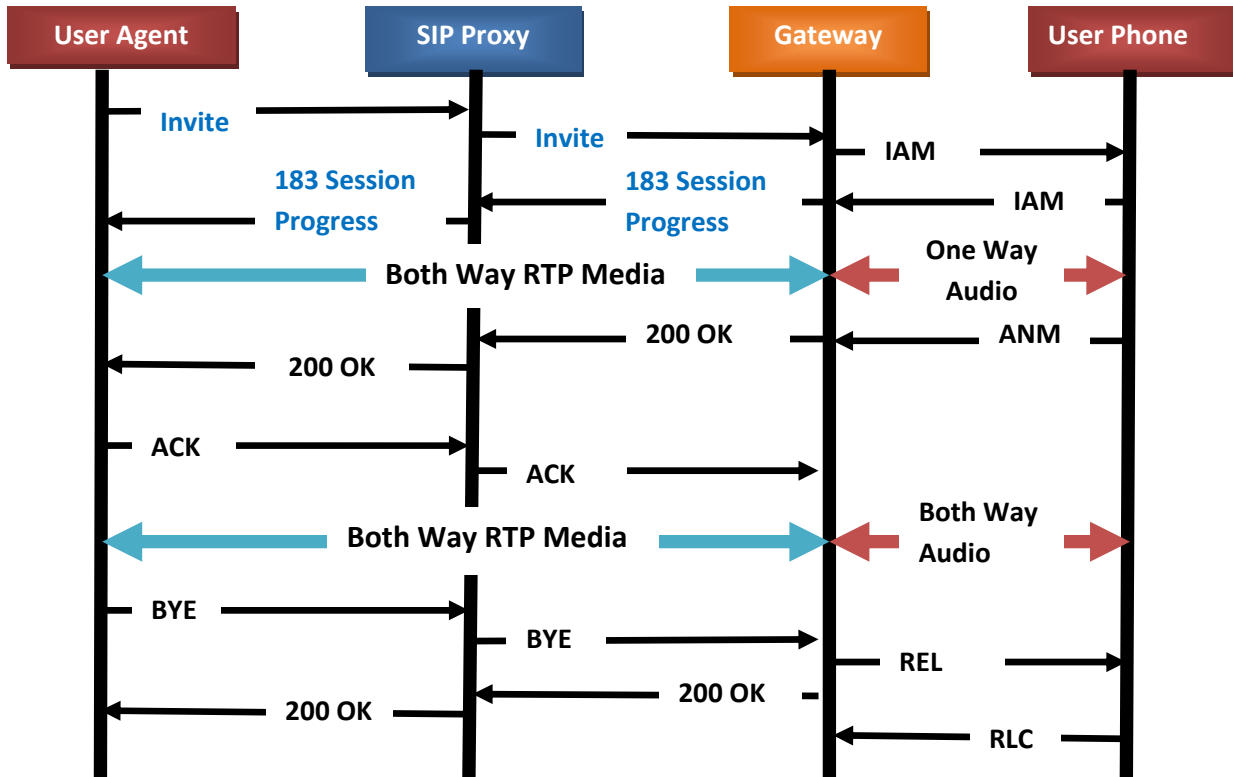 User Agent
SIP Proxy
Gateway
User Phone
Invite
Invite
IAM
183 Session
Progress
183 Session
Progress
IAM
Both Way RTP Media
One Way
Audio
200 OK
ANM
200 OK
ACK
ACK
Both Way RTP Media
Both Way
Audio
BYE
BYE
REL
200 OK
200 OK
RLC